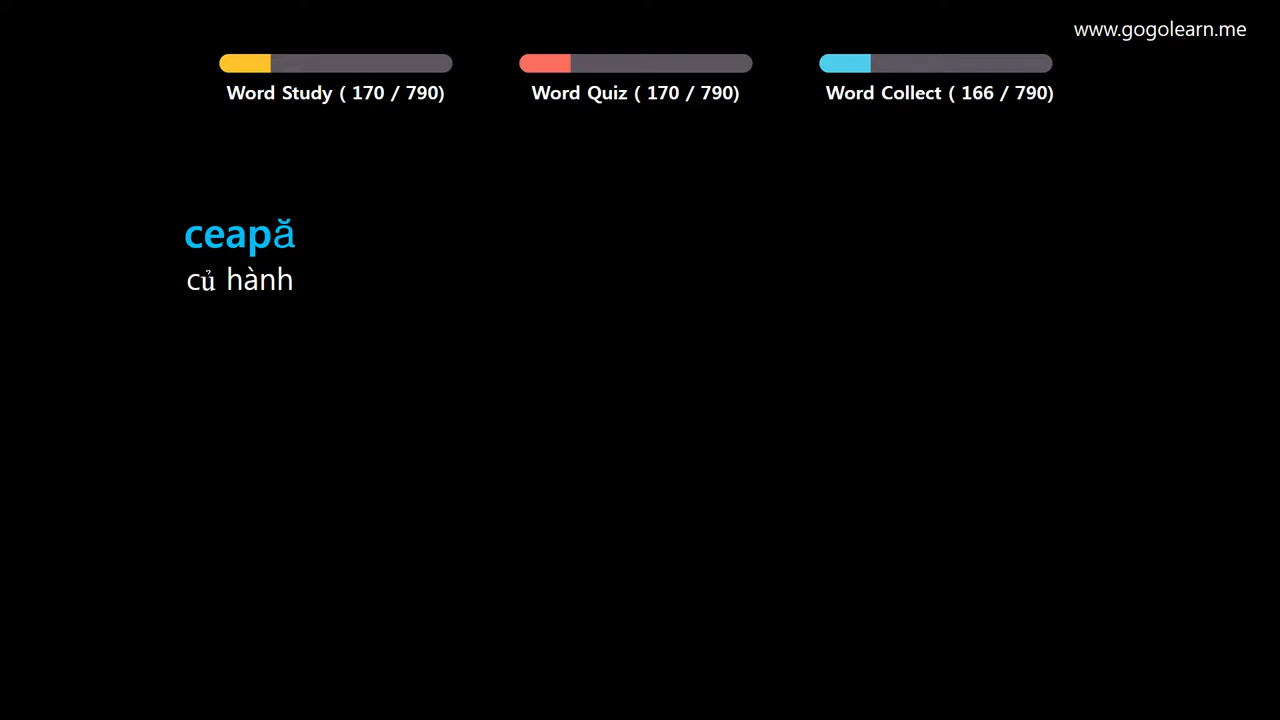 www.gogolearn.me
Word Study ( 170 / 790)
Word Quiz ( 170 / 790)
Word Collect ( 166 / 790)
ceapă
củ hành